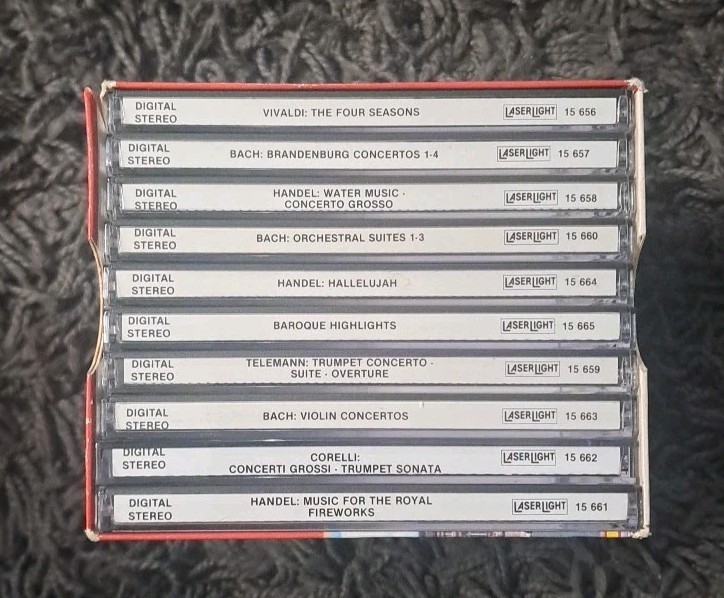 DIGITAL STEREO VIVALDI: THE FOUR SEASONS LASERLIGHT 15 656
DIGITAL STEREO BACH: BRANDENBURG CONCERTOS 1-4 LASERLIGHT 15 657
DIGITAL STEREO HANDEL: WATER MUSIC · CONCERTO GROSSO LASERLIGHT 15 658
DIGITAL STEREO BACH: ORCHESTRAL SUITES 1-3 LASERLIGHT 15 660
DIGITAL STEREO HANDEL: HALLELUJAH LASERLIGHT 15 664
DIGITAL STEREO BAROQUE HIGHLIGHTS LASERLIGHT 15 665
DIGITAL STEREO TELEMANN: TRUMPET CONCERTO · SUITE · OVERTURE LASERLIGHT 15 659
DIGITAL STEREO BACH: VIOLIN CONCERTOS LASERLIGHT 15 663
DIGITAL STEREO CORELLI: CONCERTI GROSSI · TRUMPET SONATA LASERLIGHT 15 662
DIGITAL STEREO HANDEL: MUSIC FOR THE ROYAL FIREWORKS LASERLIGHT 15 661